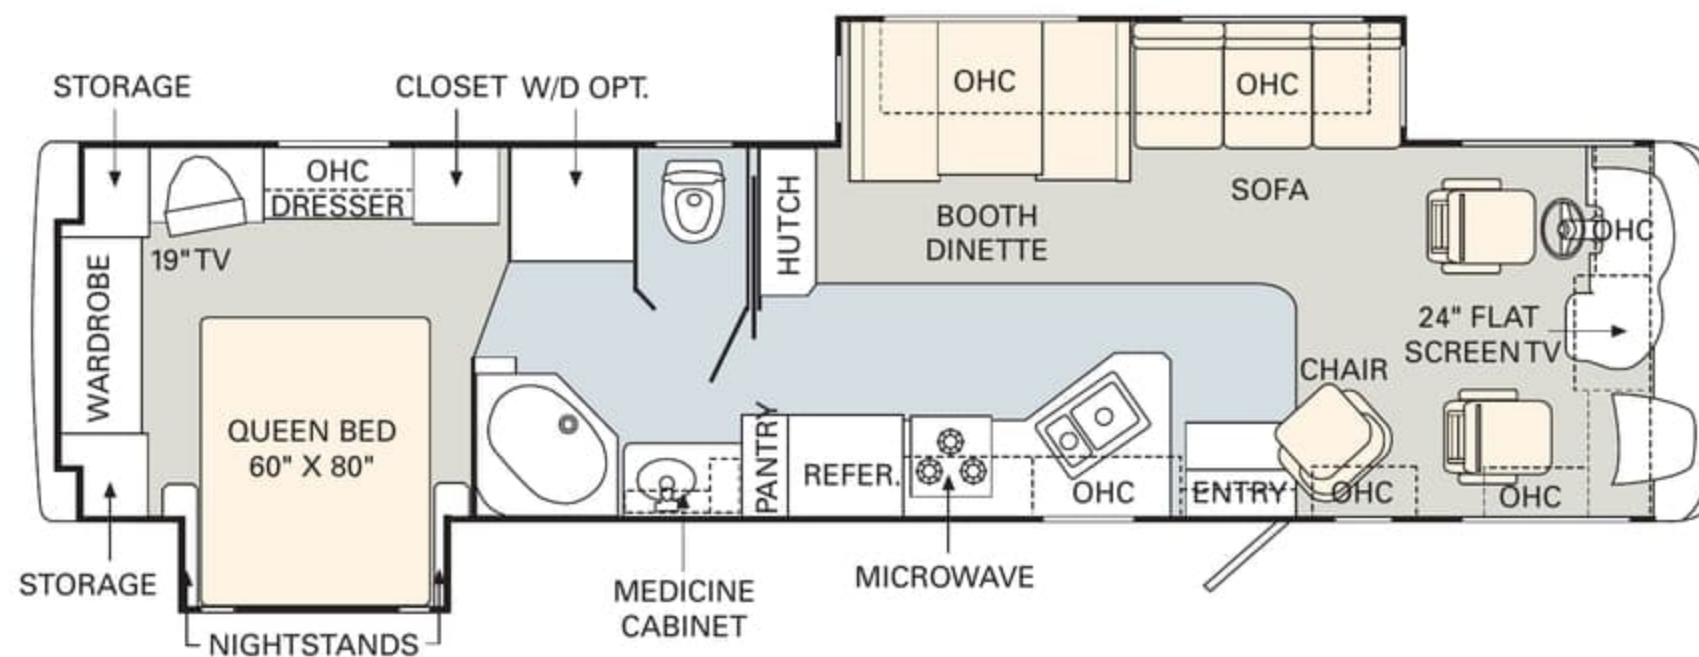 STORAGE
CLOSET
W/D OPT.
OHC
OHC
OHC
DRESSER
19" TV
WARDROBE
HUTCH
BOOTH
DINETTE
SOFA
OHC
24" FLAT
SCREEN TV
CHAIR
QUEEN BED
60" X 80"
PANTRY
REFER.
OHC
ENTRY
OHC
OHC
STORAGE
MEDICINE
CABINET
MICROWAVE
NIGHTSTANDS